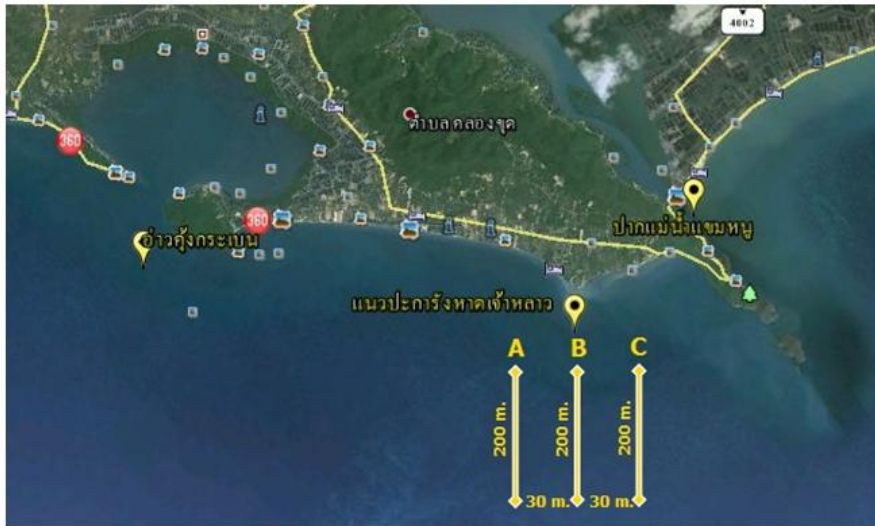 4002
ตำบลคลองขุด
360
360
อ่าวคุ้งกระเบน
ปากแม่น้ำแขมหนู
แนวปะการังหาดเจ้าหลาว
A B C
200 m. 200 m. 200 m.
30 m. 30 m.